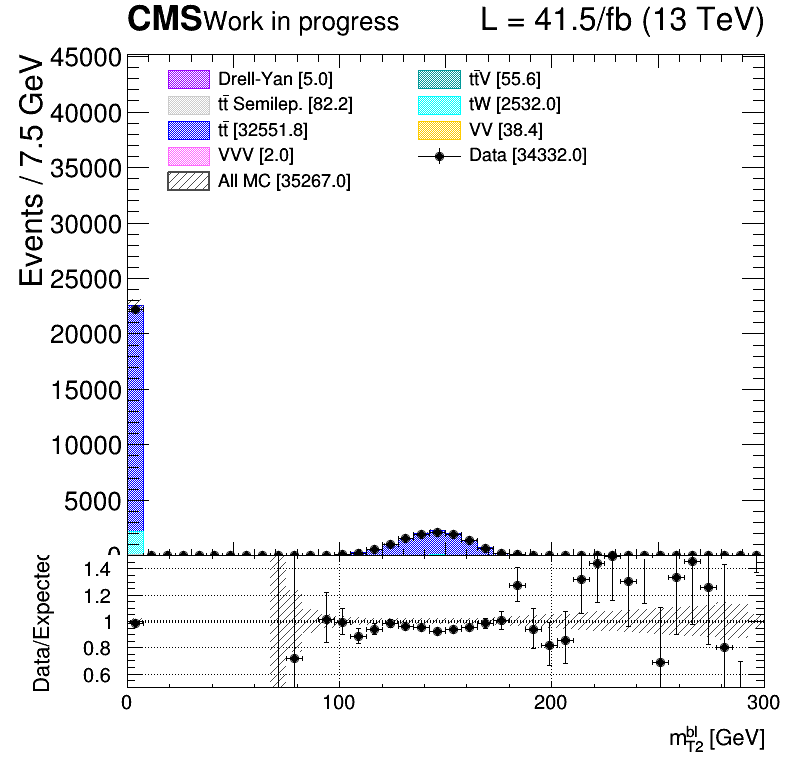 CMS Work in progress L = 41.5/fb (13 TeV)
Events / 7.5 GeV
45000
40000
35000
30000
25000
20000
15000
10000
5000
0
Drell-Yan [5.0]
tt̄ Semilep. [82.2]
tt̄ [32551.8]
VVV [2.0]
All MC [35267.0]
tt̄V [55.6]
tW [2532.0]
VV [38.4]
Data [34332.0]
Data/Expected
1.4
1.2
1
0.8
0.6
0 100 200 300
m_{T2}^{bl} [GeV]